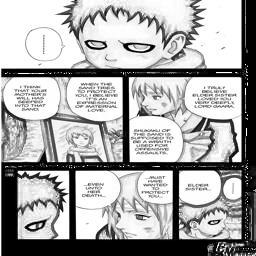 I TRULY
BELIEVE
ELDER SISTER
LOVED YOU
VERY DEEPLY,
LORD GAARA.
SHUKAKU OF
THE SAND IS
SUPPOSED TO
BE A WRAITH
USED FOR
OFFENSIVE
ASSAULTS.
WHEN THE
SAND TRIES
TO PROTECT
YOU, I BELIEVE
IT'S AN
EXPRESSION
OF MATERNAL
LOVE.
I THINK
THAT YOUR
MOTHER'S
WILL HAS
SEEPED
INTO THAT
SAND.
ELDER
SISTER...
...MUST
HAVE
WANTED TO
PROTECT
YOU...
...EVEN
UNTO
HER
DEATH...